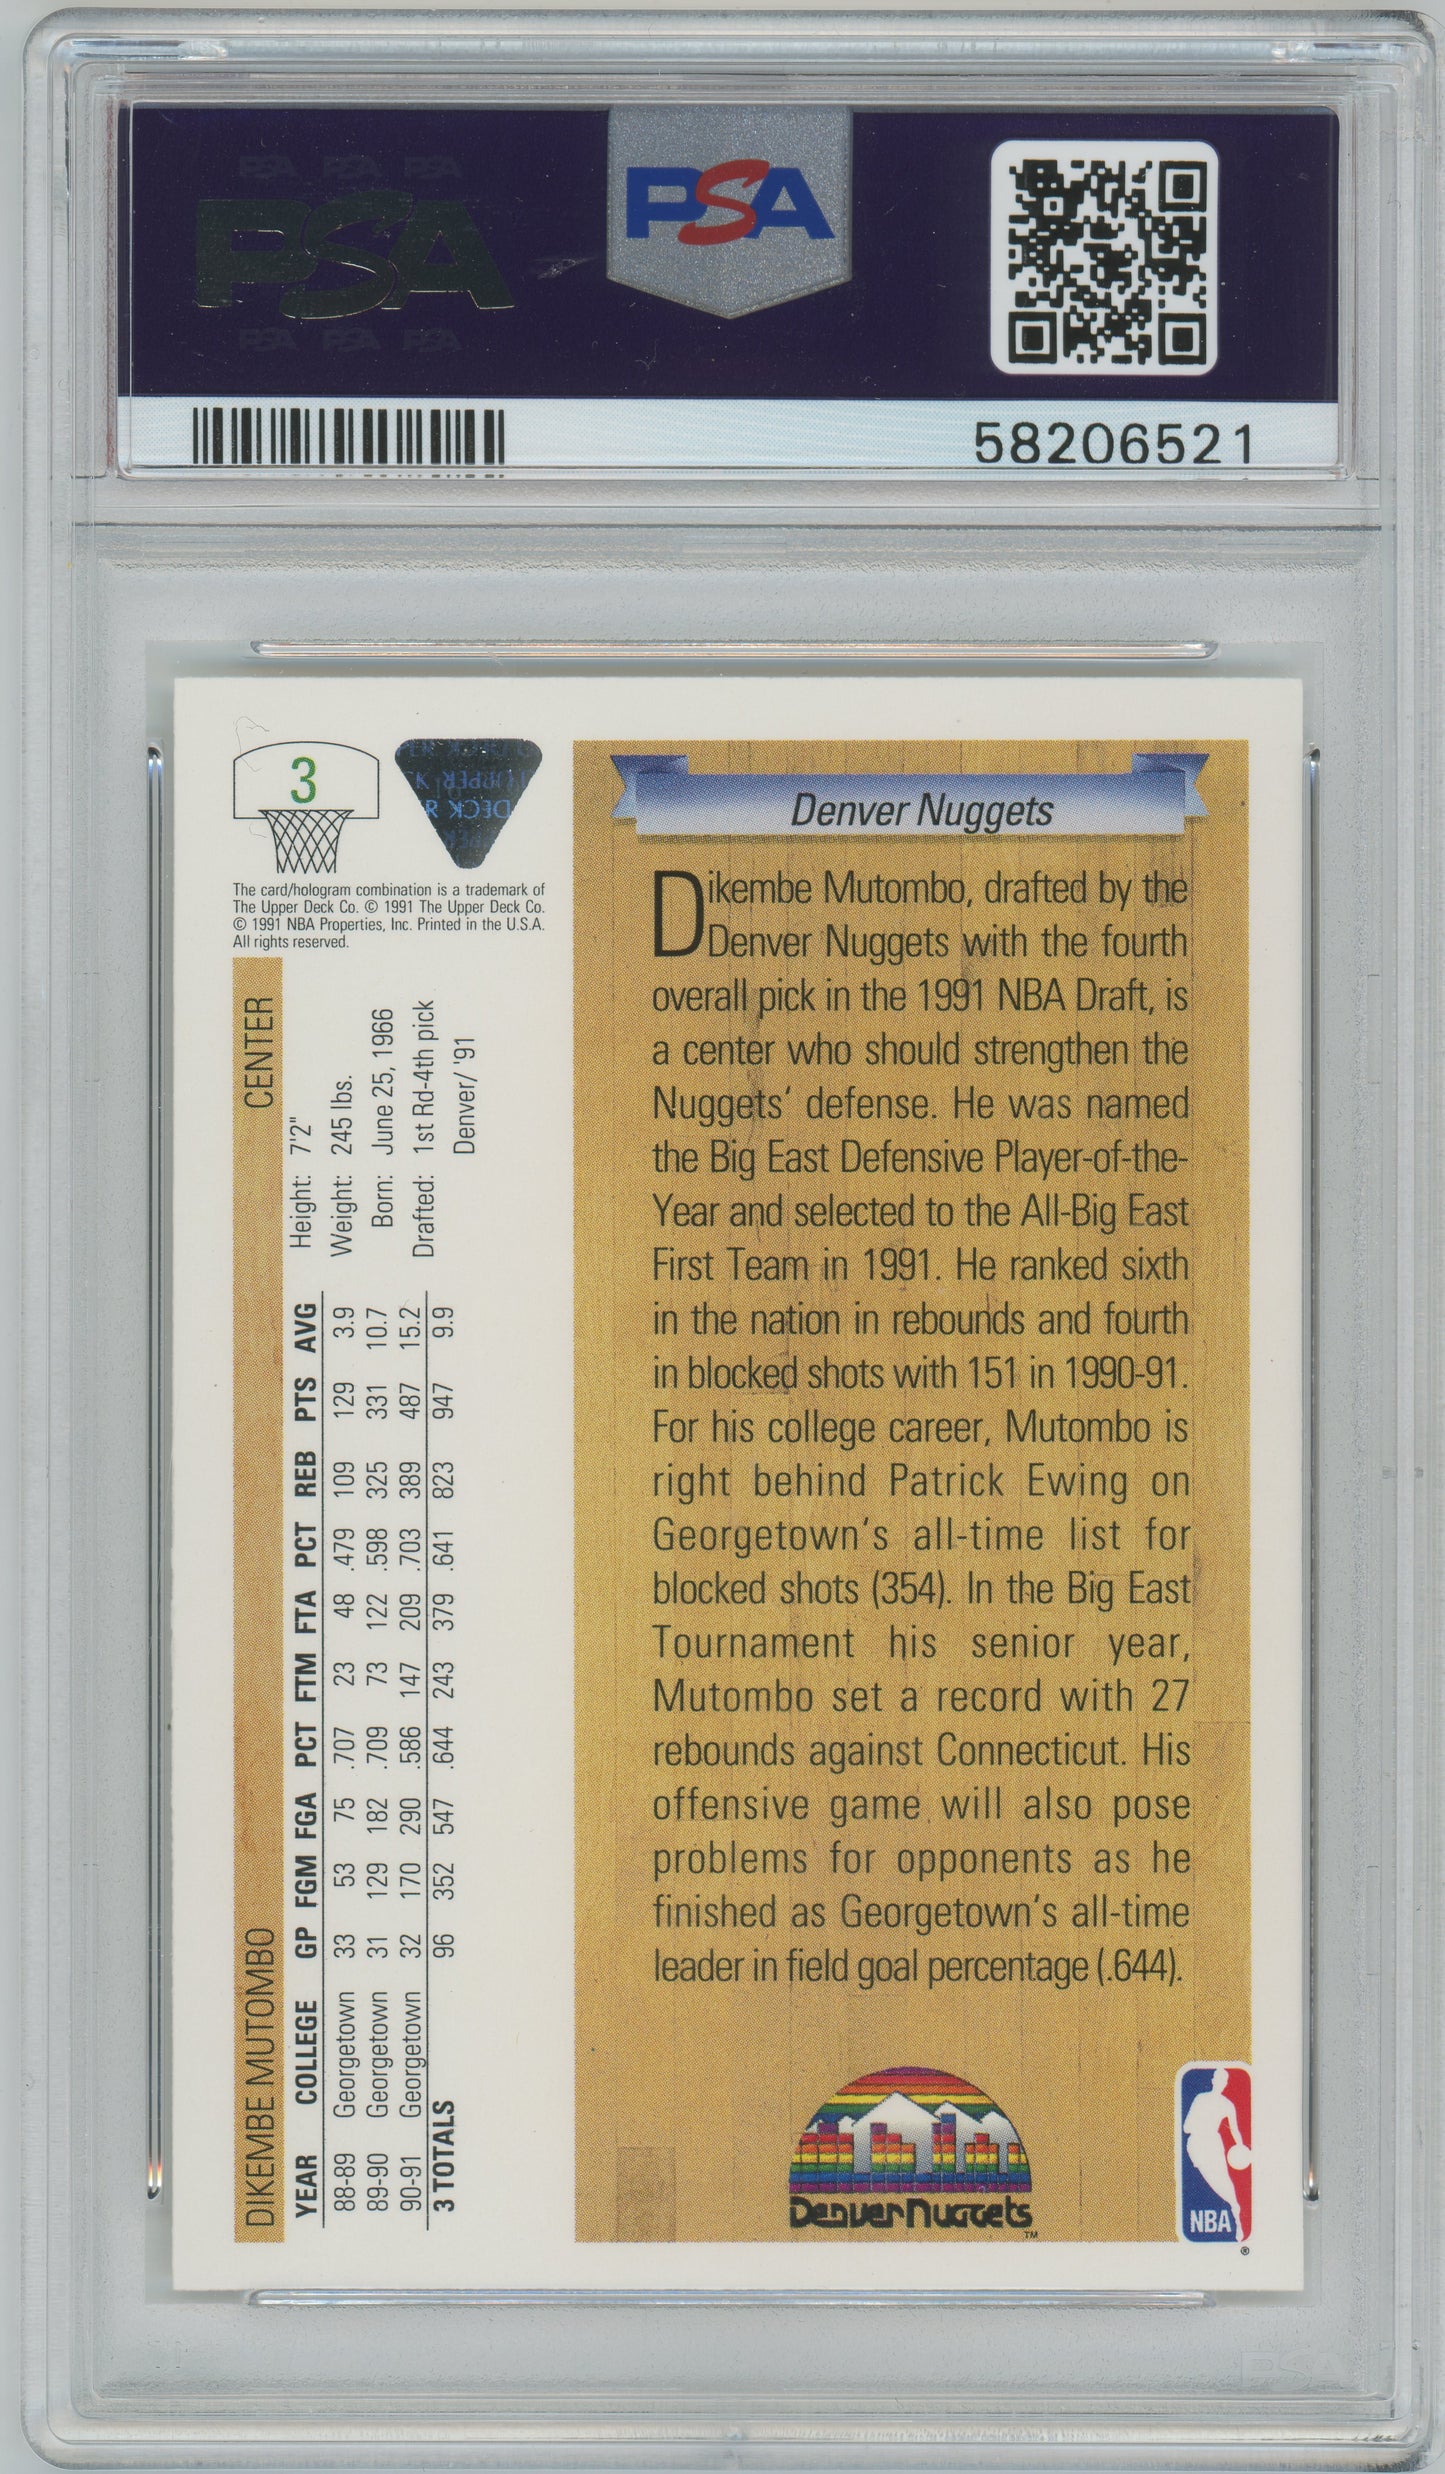 PSA PSA PSA
PSA
PSA PSA PSA
PSA
58206521
3
The card/hologram combination is a trademark of
The Upper Deck Co. © 1991 The Upper Deck Co.
© 1991 NBA Properties, Inc. Printed in the U.S.A.
All rights reserved.
DIKEMBE MUTOMBO CENTER
YEAR COLLEGE GP FGM FGA PCT FTM FTA PCT REB PTS AVG
88-89 Georgetown 33 53 75 .707 23 48 .479 109 129 3.9
89-90 Georgetown 31 129 182 .709 73 122 .598 325 331 10.7
90-91 Georgetown 32 170 290 .586 147 209 .703 389 487 15.2
3 TOTALS 96 352 547 .644 243 379 .641 823 947 9.9
Height: 7'2"
Weight: 245 lbs.
Born: June 25, 1966
Drafted: 1st Rd-4th pick
Denver/ '91
Denver Nuggets
Dikembe Mutombo, drafted by the
Denver Nuggets with the fourth
overall pick in the 1991 NBA Draft, is
a center who should strengthen the
Nuggets' defense. He was named
the Big East Defensive Player-of-the-
Year and selected to the All-Big East
First Team in 1991. He ranked sixth
in the nation in rebounds and fourth
in blocked shots with 151 in 1990-91.
For his college career, Mutombo is
right behind Patrick Ewing on
Georgetown's all-time list for
blocked shots (354). In the Big East
Tournament his senior year,
Mutombo set a record with 27
rebounds against Connecticut. His
offensive game will also pose
problems for opponents as he
finished as Georgetown's all-time
leader in field goal percentage (.644).
Denver Nuggets
TM
NBA
®
PSA